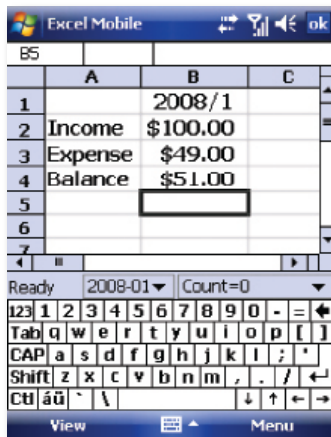 Excel Mobile ok
B5
A B C
1 2008/1
2 Income $100.00
3 Expense $49.00
4 Balance $51.00
5
6
7
Ready 2008-01 Count=0
123 1 2 3 4 5 6 7 8 9 0 - =
Tab q w e r t y u i o p [ ]
CAP a s d f g h j k l ; '
Shift z x c v b n m , . /
Ctl áü ` \
View Menu